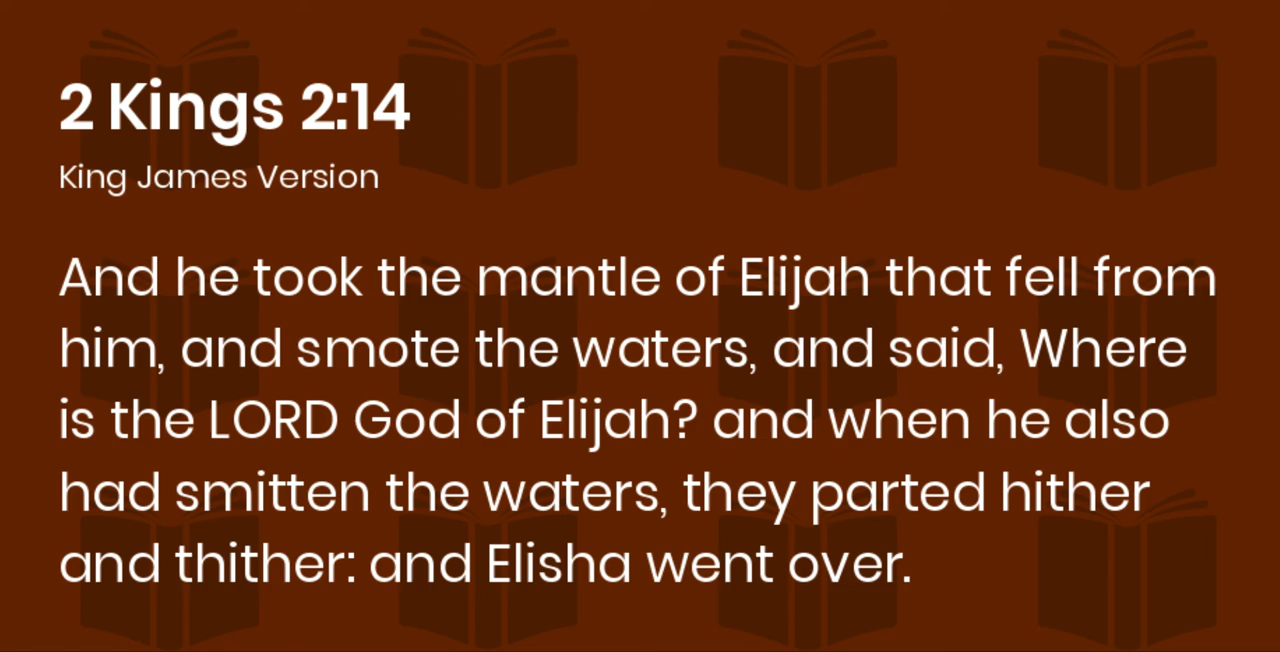 2 Kings 2:14
King James Version
And he took the mantle of Elijah that fell from
him, and smote the waters, and said, Where
is the LORD God of Elijah? and when he also
had smitten the waters, they parted hither
and thither: and Elisha went over.